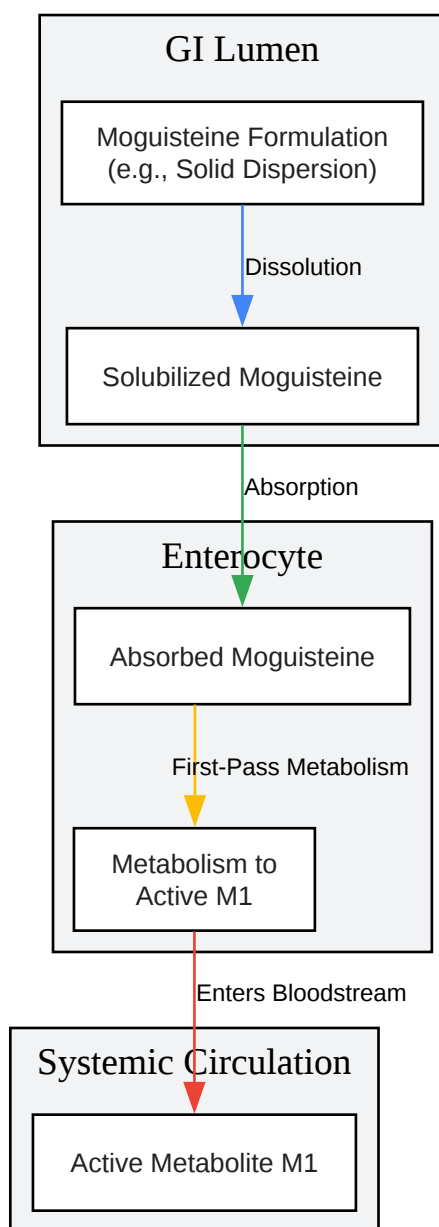 GI Lumen
Moguisteine Formulation
(e.g., Solid Dispersion)
Dissolution
Solubilized Moguisteine
Absorption
Enterocyte
Absorbed Moguisteine
First-Pass Metabolism
Metabolism to
Active M1
Enters Bloodstream
Systemic Circulation
Active Metabolite M1